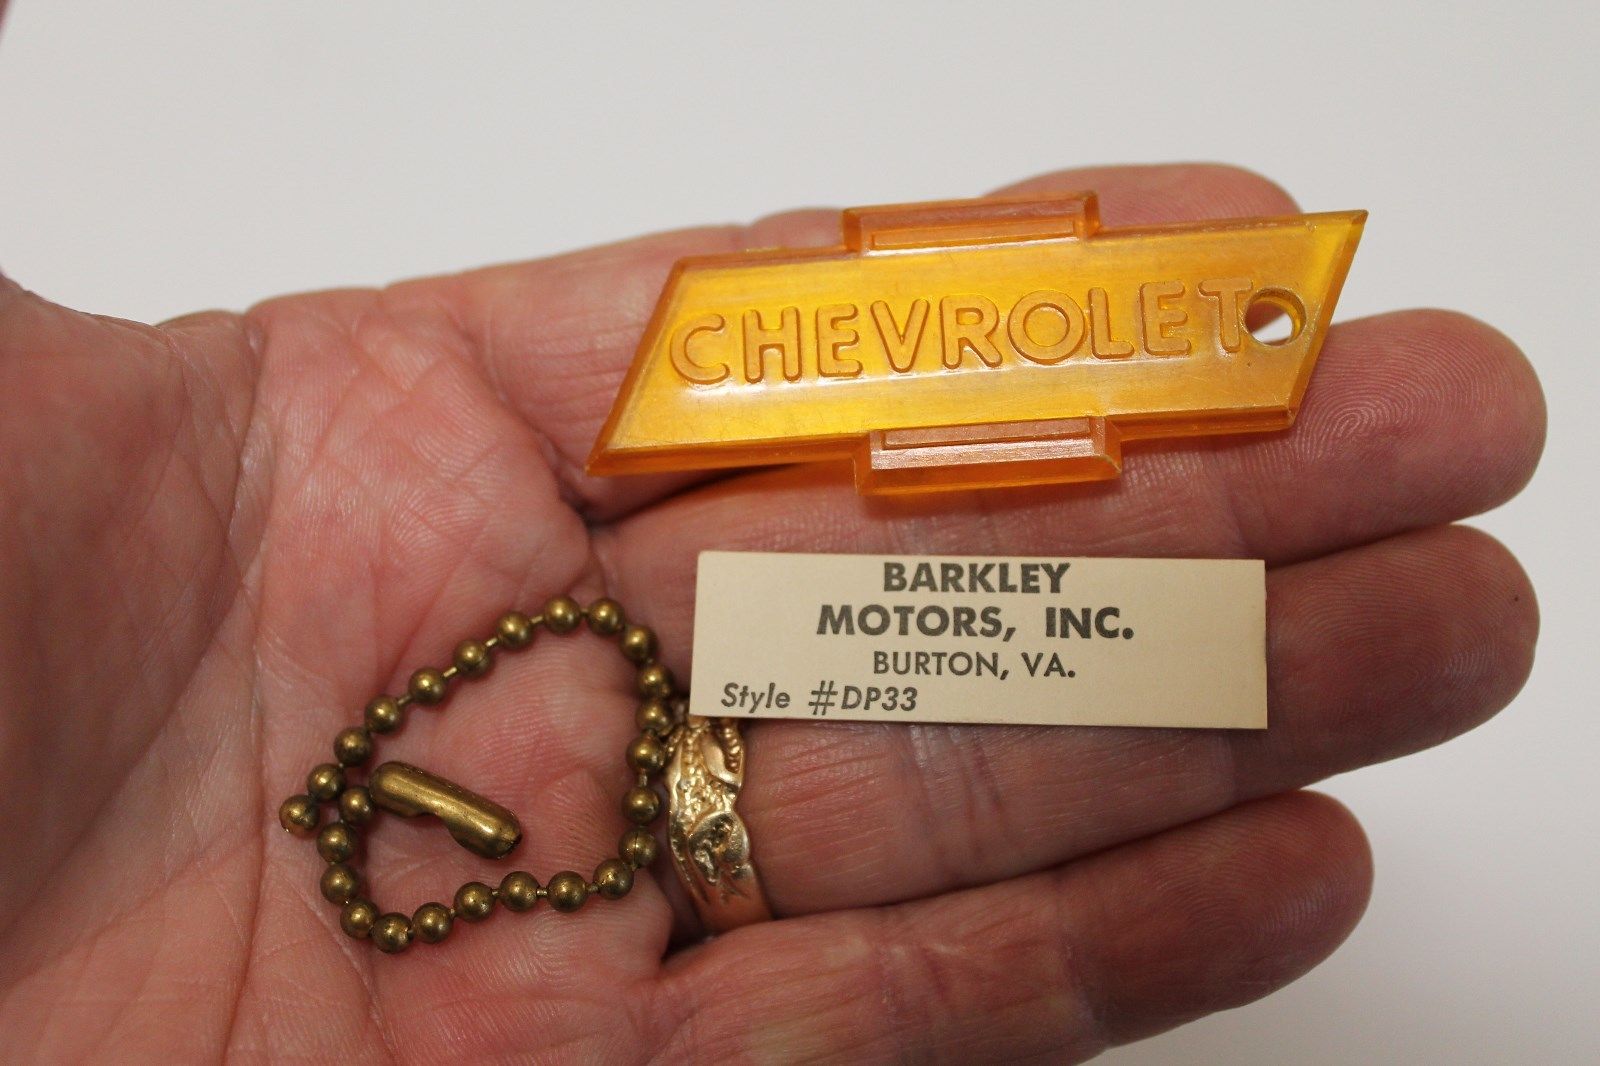 CHEVROLET
BARKLEY
MOTORS, INC.
BURTON, VA.
Style #DP33